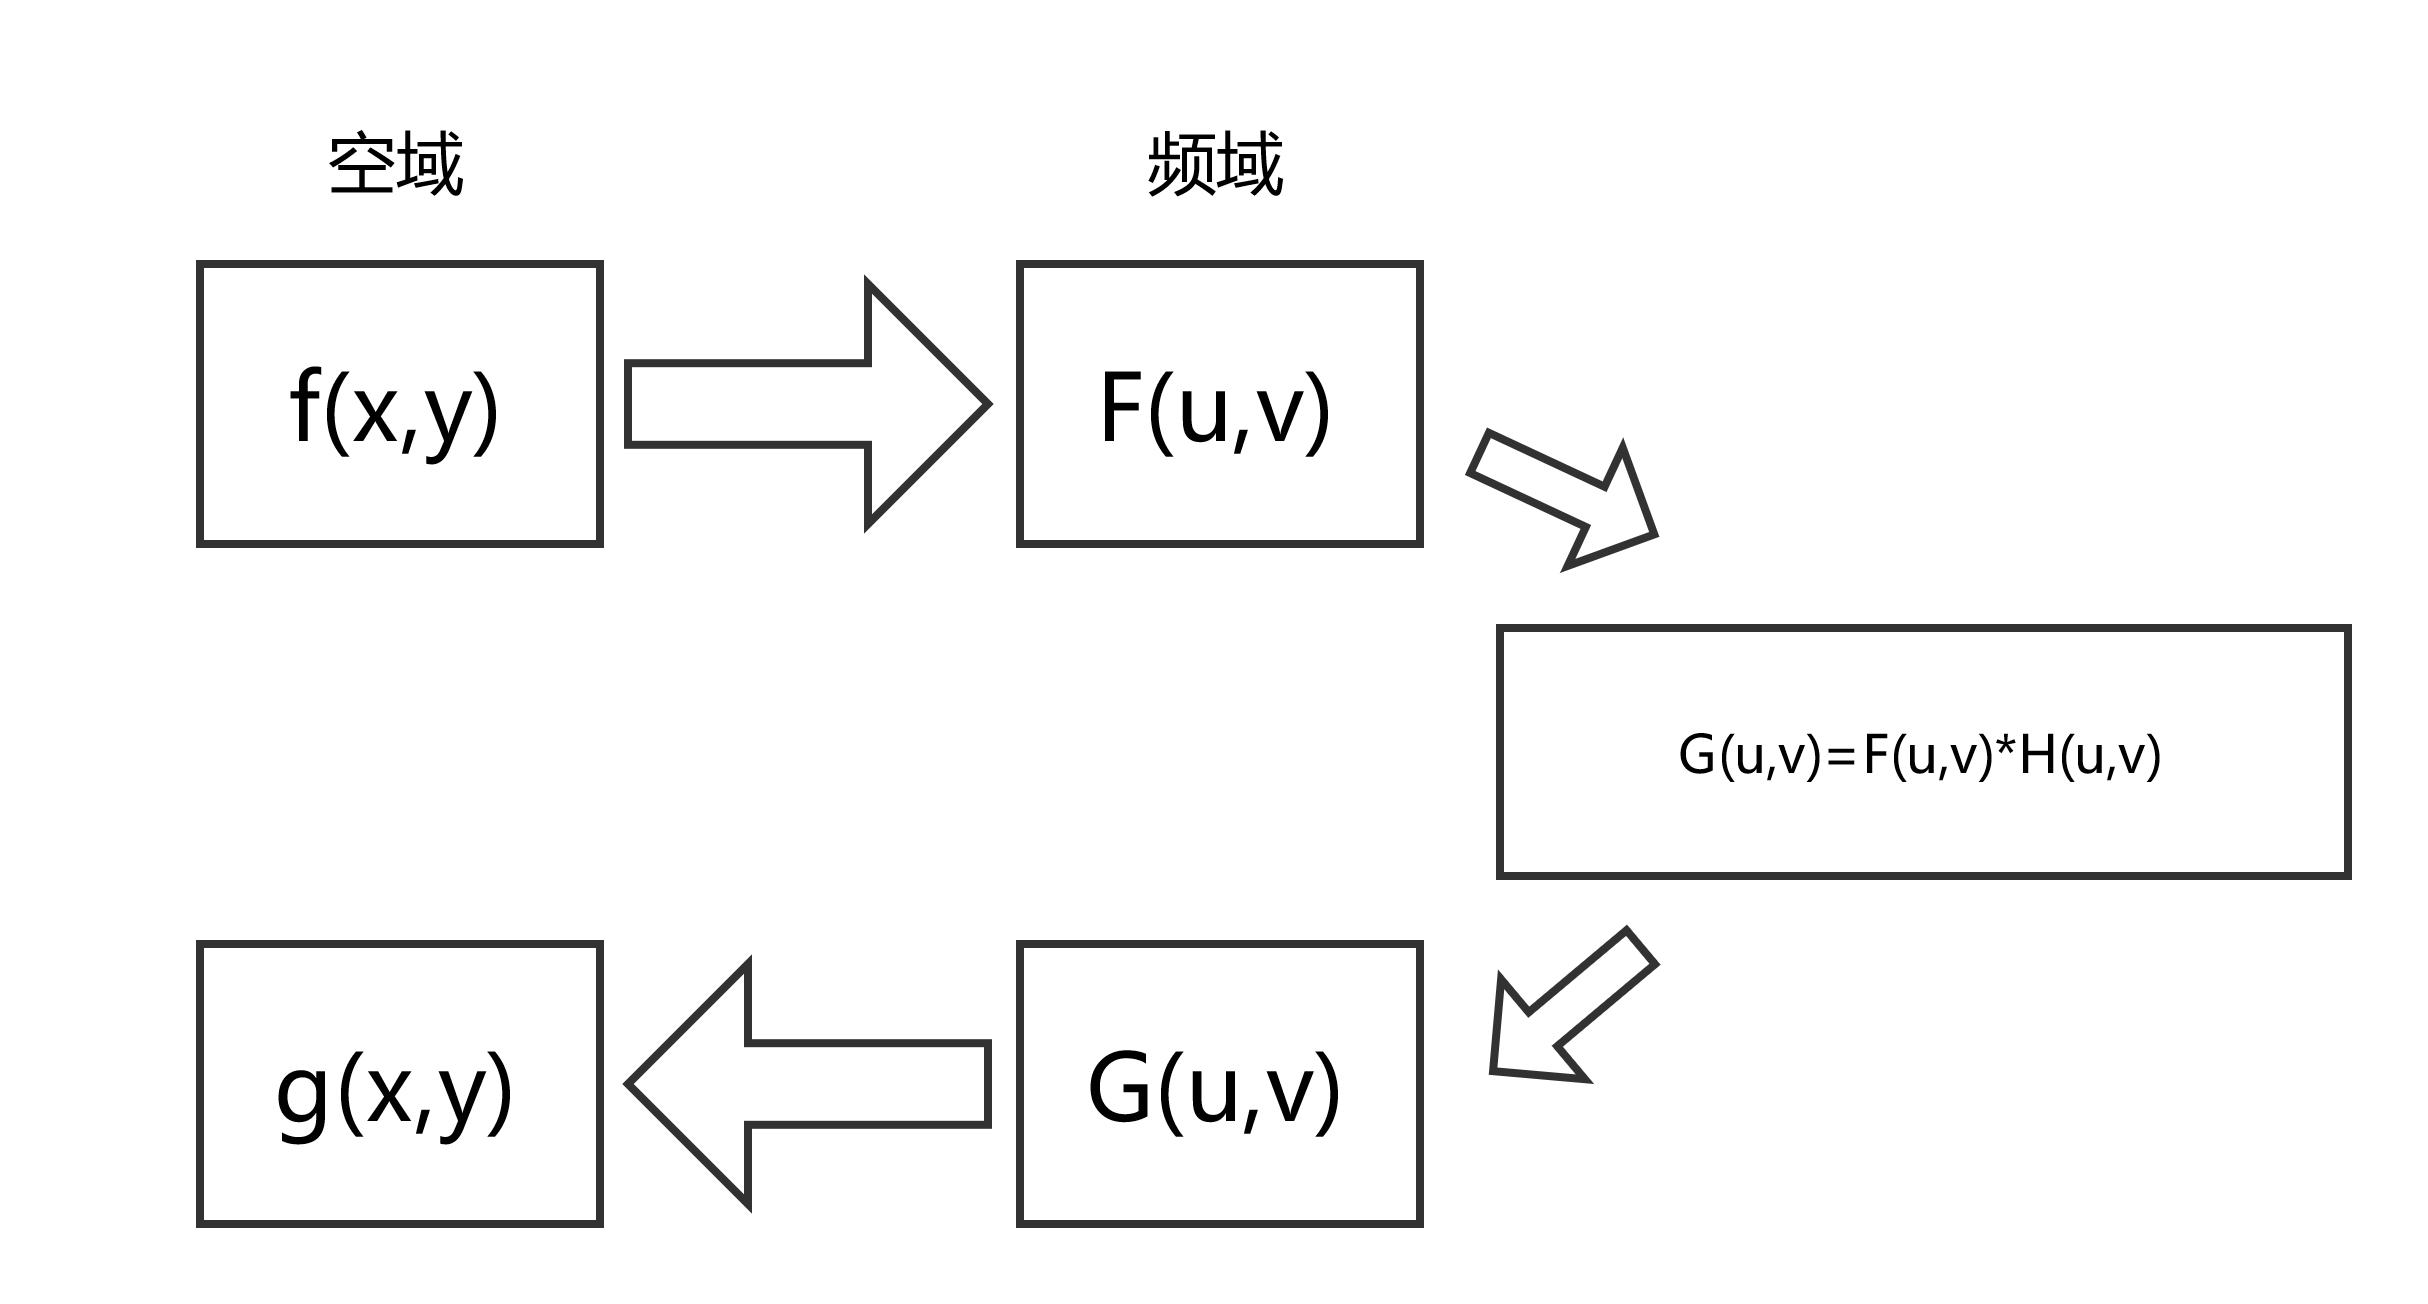 空域
频域
f(x,y)
F(u,v)
G(u,v)=F(u,v)*H(u,v)
g(x,y)
G(u,v)